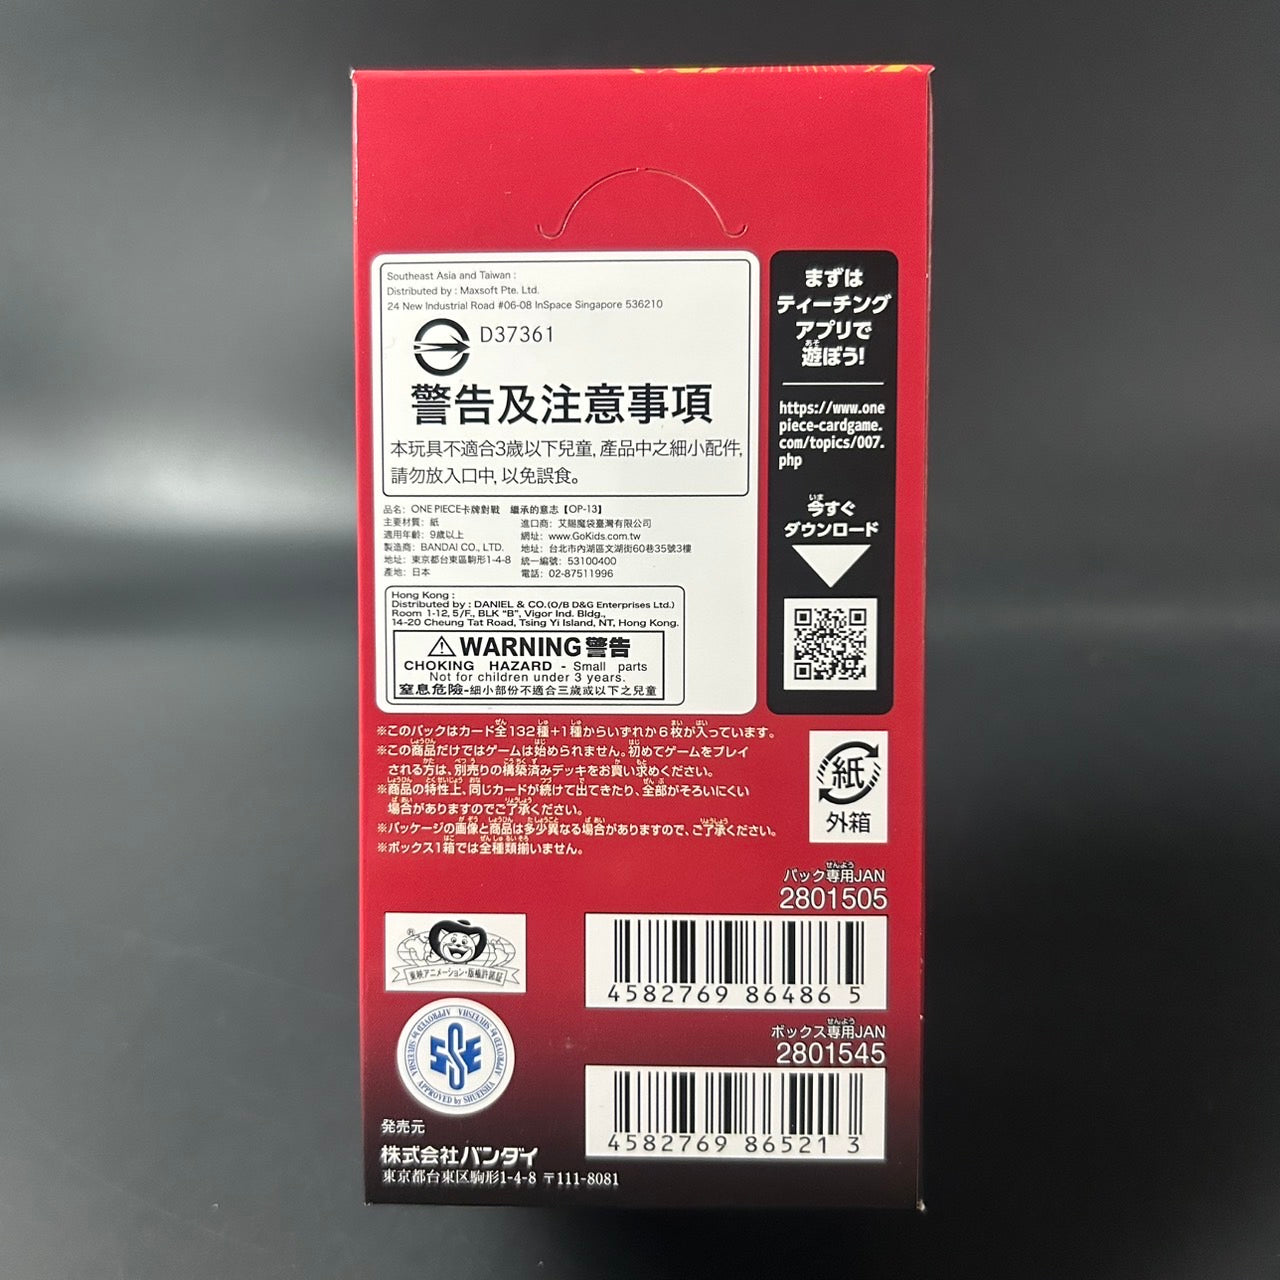 Southeast Asia and Taiwan :
Distributed by : Maxsoft Pte. Ltd.
24 New Industrial Road #06-08 InSpace Singapore 536210
D37361
警告及注意事項
本玩具不適合3歲以下兒童, 產品中之細小配件,
請勿放入口中, 以免誤食。
品名: ONE PIECE卡牌對戰 繼承的意志【OP-13】
主要材質: 紙
適用年齡: 9歲以上
製造商: BANDAI CO., LTD.
地址: 東京都台東區駒形1-4-8
產地: 日本
進口商: 艾賜魔袋臺灣有限公司
網址: www.GoKids.com.tw
地址: 台北市內湖區文湖街60巷35號3樓
統一編號: 53100400
電話: 02-87511996
Hong Kong :
Distributed by : DANIEL & CO.(O/B D&G Enterprises Ltd.)
Room 1-12, 5/F., BLK "B", Vigor Ind. Bldg.,
14-20 Cheung Tat Road, Tsing Yi Island, NT, Hong Kong.
WARNING 警告
CHOKING HAZARD - Small parts
Not for children under 3 years.
窒息危險-細小部份不適合三歲或以下之兒童
まずは
ティーチング
アプリで
遊ぼう!
https://www.one
piece-cardgame.
com/topics/007.
php
今すぐ
ダウンロード
※このパックはカード全132種+1種からいずれか6枚が入っています。
※この商品だけではゲームは始められません。初めてゲームをプレイ
される方は、別売りの構築済みデッキをお買い求めください。
※商品の特性上、同じカードが続けて出てきたり、全部がそろいにくい
場合がありますのでご了承ください。
※パッケージの画像と商品は多少異なる場合がありますので、ご了承ください。
※ボックス1箱では全種類揃いません。
紙
外箱
パック専用JAN
2801505
4582769 86486 5
ボックス専用JAN
2801545
4582769 86521 3
東映アニメーション・版権許諾証
APPROVED by SHUEISHA
発売元
株式会社バンダイ
東京都台東区駒形1-4-8 〒111-8081